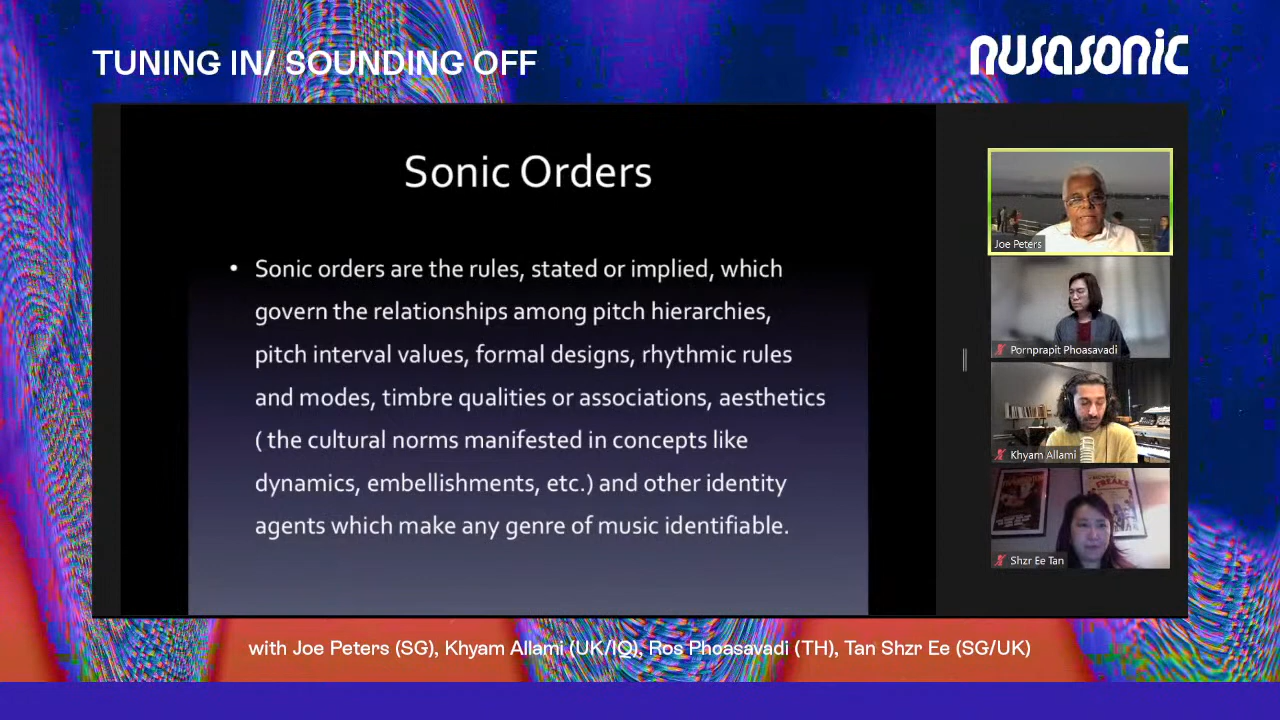 TUNING IN/ SOUNDING OFF
nusasonic
Sonic Orders
• Sonic orders are the rules, stated or implied, which
govern the relationships among pitch hierarchies,
pitch interval values, formal designs, rhythmic rules
and modes, timbre qualities or associations, aesthetics
( the cultural norms manifested in concepts like
dynamics, embellishments, etc.) and other identity
agents which make any genre of music identifiable.
Joe Peters
Pornprapit Phoasavadi
Khyam Allami
FREAKS
Shzr Ee Tan
with Joe Peters (SG), Khyam Allami (UK/IQ), Ros Phoasavadi (TH), Tan Shzr Ee (SG/UK)